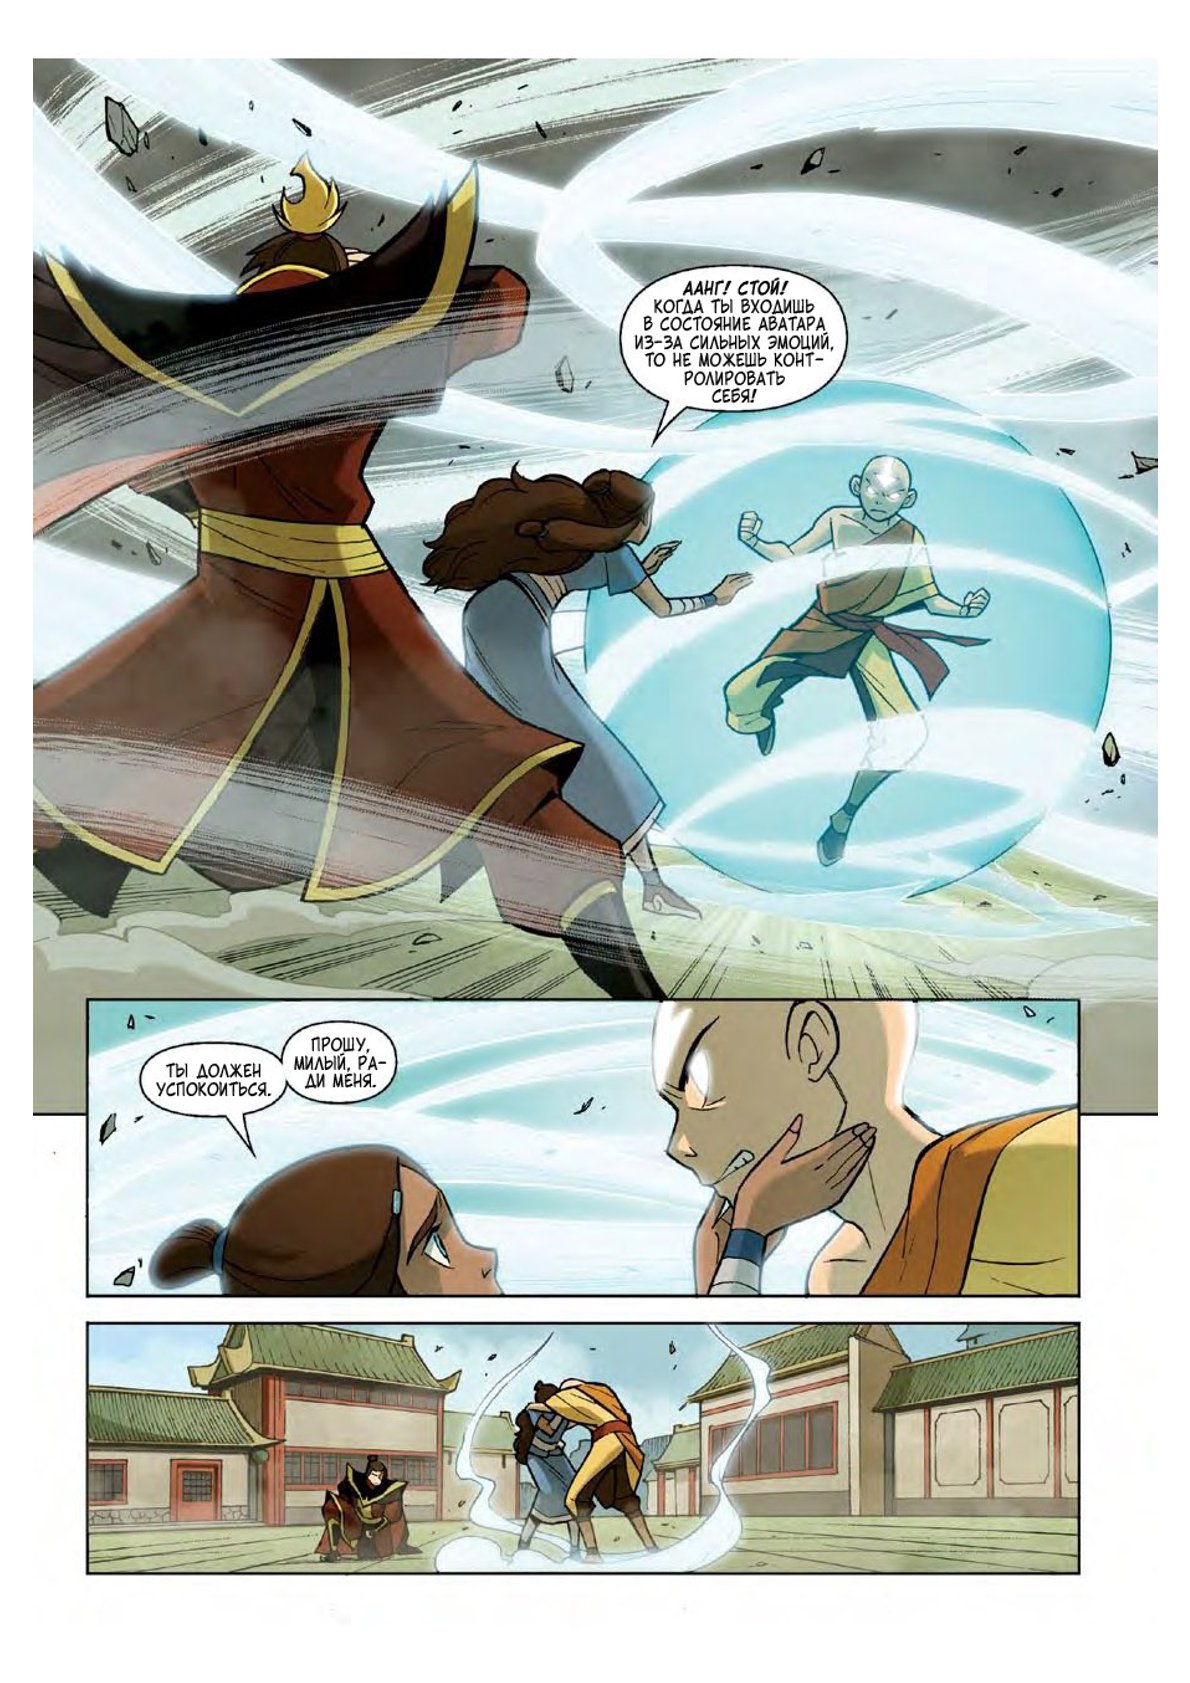 ААНГ! СТОЙ!
КОГДА ТЫ ВХОДИШЬ
В СОСТОЯНИЕ АВАТАРА
ИЗ-ЗА СИЛЬНЫХ ЭМОЦИЙ,
ТО НЕ МОЖЕШЬ КОНТ-
РОЛИРОВАТЬ
СЕБЯ!
ТЫ ДОЛЖЕН
УСПОКОИТЬСЯ.
ПРОШУ,
МИЛЫЙ, РА-
ДИ МЕНЯ.